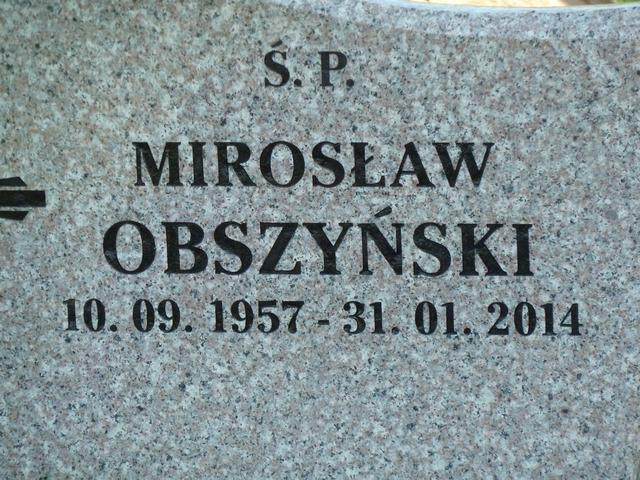 Ś. P.
MIROSŁAW
OBSZYŃSKI
10. 09. 1957 - 31. 01. 2014